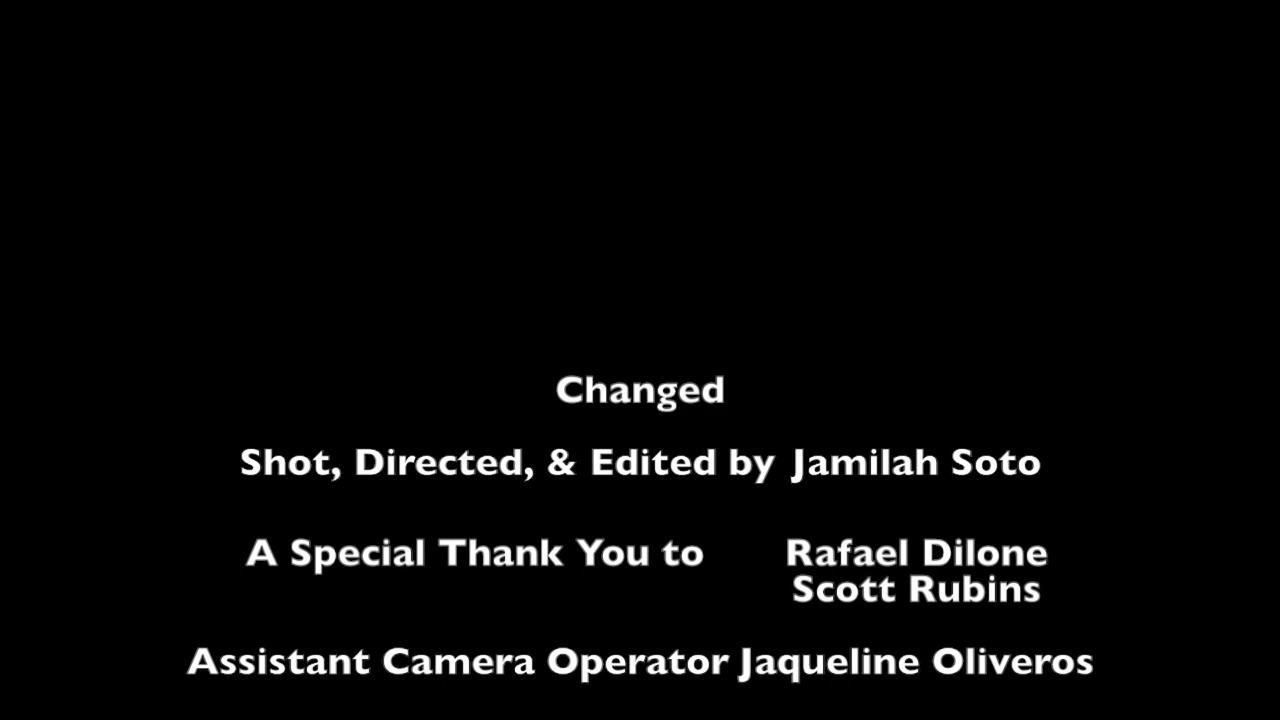 Changed
Shot, Directed, & Edited by Jamilah Soto
A Special Thank You to Rafael Dilone
Scott Rubins
Assistant Camera Operator Jaqueline Oliveros